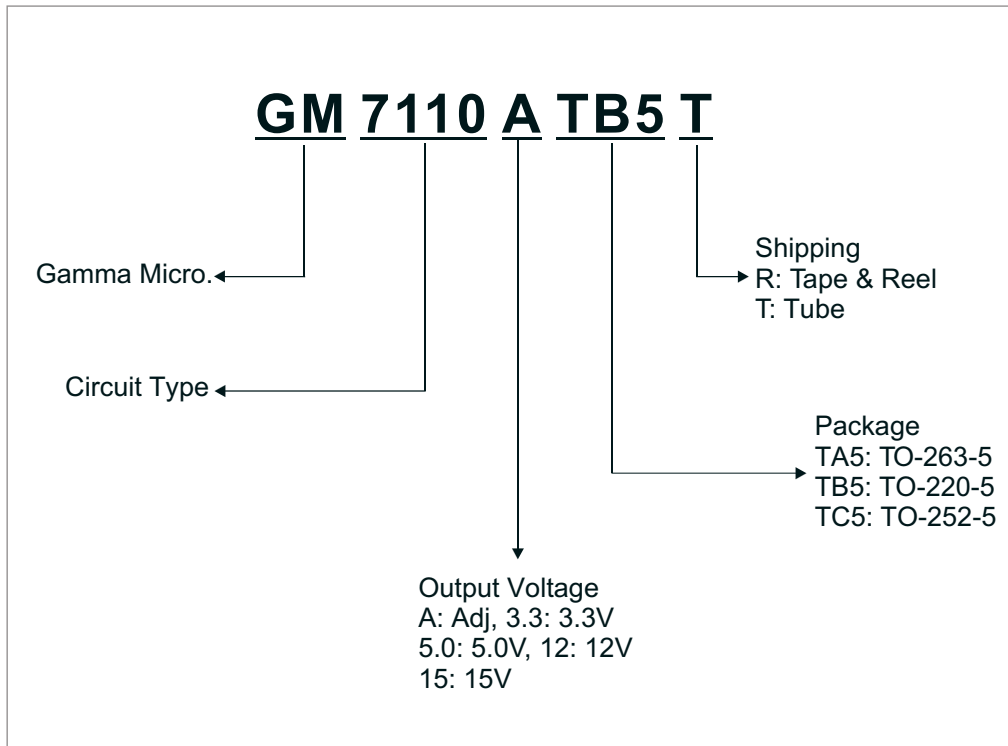 GM 7110 A TB5 T
Gamma Micro.
Shipping
R: Tape & Reel
T: Tube
Circuit Type
Package
TA5: TO-263-5
TB5: TO-220-5
TC5: TO-252-5
Output Voltage
A: Adj, 3.3: 3.3V
5.0: 5.0V, 12: 12V
15: 15V